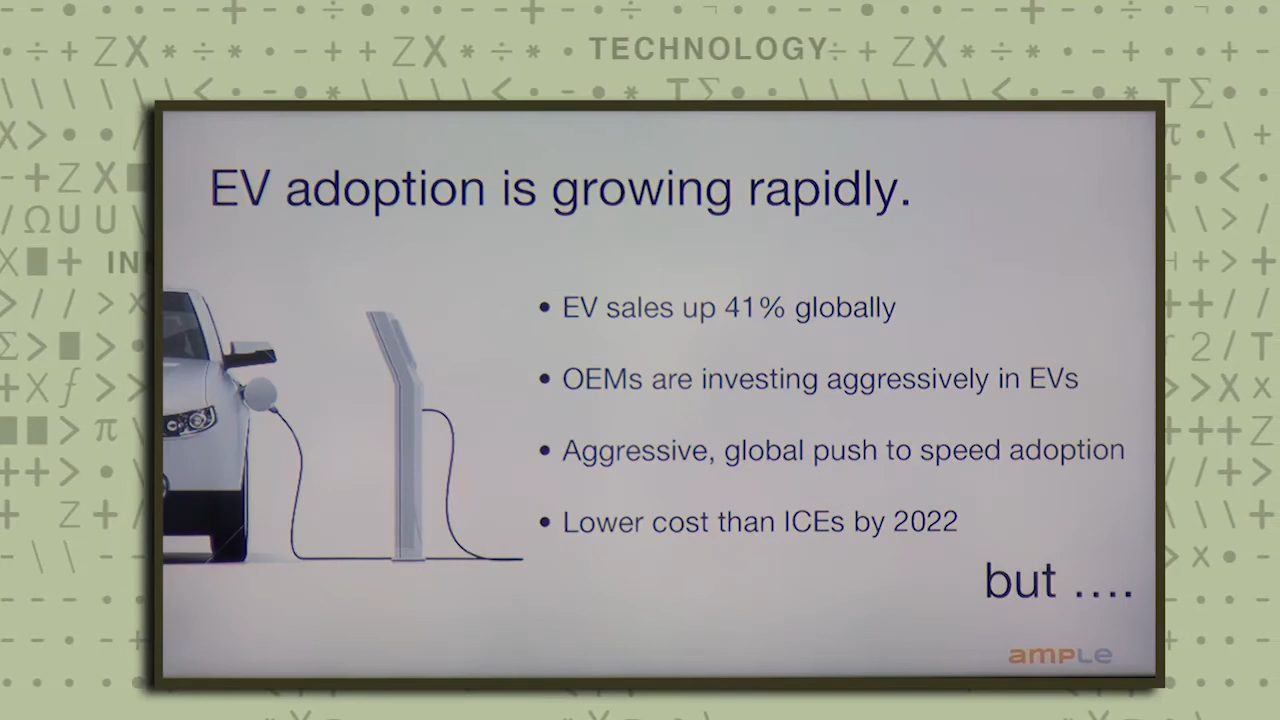 TECHNOLOGY
EV adoption is growing rapidly.
• EV sales up 41% globally
• OEMs are investing aggressively in EVs
• Aggressive, global push to speed adoption
• Lower cost than ICEs by 2022
but ....
AMPLE